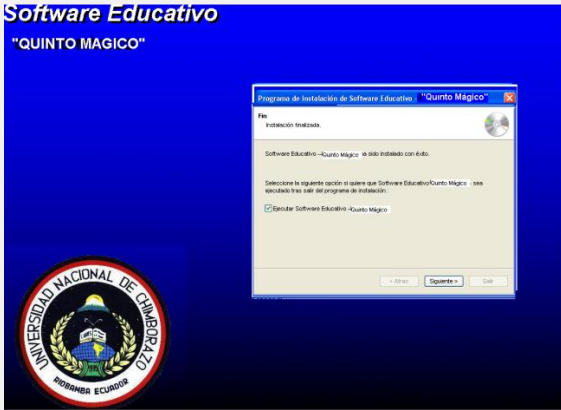 Software Educativo
"QUINTO MAGICO"
Programa de Instalación de Software Educativo "Quinto Mágico"
Fin
Instalación finalizada.
Software Educativo -Quinto Mágico ha sido instalado con éxito.
Seleccione la siguiente opción si quiere que Software Educativo Quinto Mágico - sea
ejecutado tras salir del programa de instalación:
Ejecutar Software Educativo -Quinto Mágico
< Atras
Siguiente >
Salir
UNIVERSIDAD NACIONAL DE CHIMBORAZO
RIOBAMBA ECUADOR